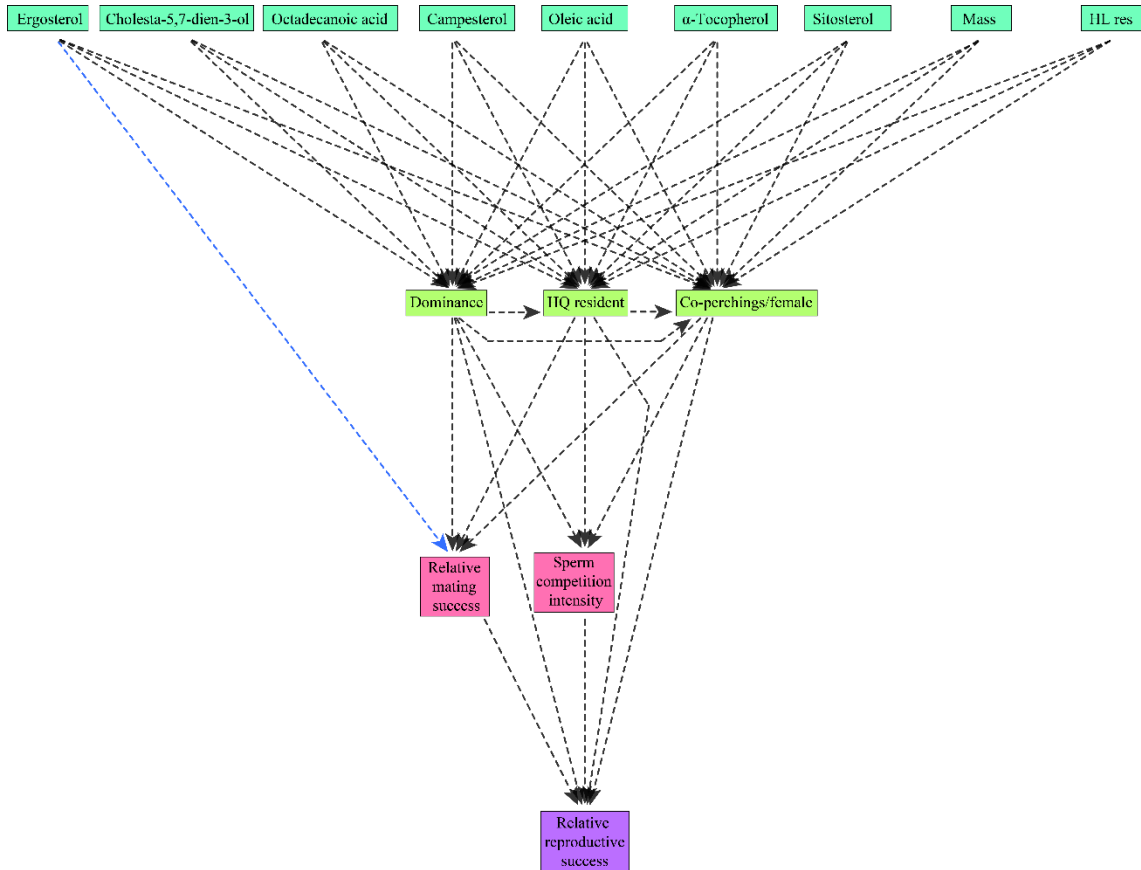 Ergosterol
Cholesta-5,7-dien-3-ol
Octadecanoic acid
Campesterol
Oleic acid
α-Tocopherol
Sitosterol
Mass
HL res
Dominance
HQ resident
Co-perchings/female
Relative
mating
success
Sperm
competition
intensity
Relative
reproductive
success